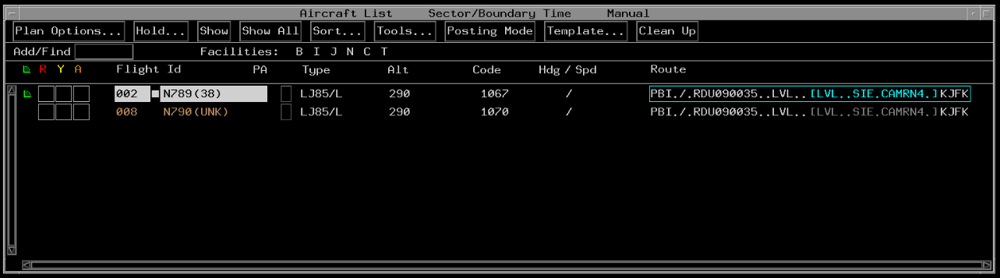 Aircraft List Sector/Boundary Time Manual
Plan Options... Hold... Show Show All Sort... Tools... Posting Mode Template... Clean Up
Add/Find Facilities: B I J N C T
R Y A Flight Id PA Type Alt Code Hdg / Spd Route
002 N789(38) LJ85/L 290 1067 / PBI./.RDU090035..LVL..[LVL..SIE.CAMRN4.]KJFK
008 N790(UNK) LJ85/L 290 1070 / PBI./.RDU090035..LVL..[LVL..SIE.CAMRN4.]KJFK